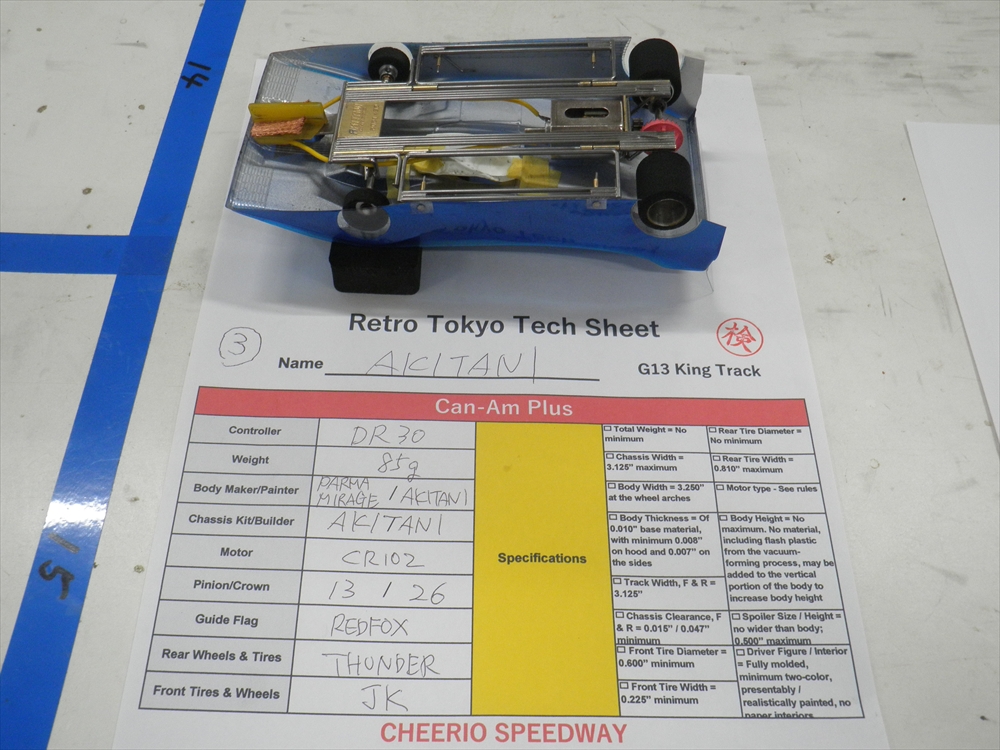 14
15
Retro Tokyo Tech Sheet
3
Name AKITANI
検
G13 King Track
Can-Am Plus
Controller DR30
Weight 85g
Body Maker/Painter PARMA MIRAGE / AKITANI
Chassis Kit/Builder AKITANI
Motor CR102
Pinion/Crown 13 / 26
Guide Flag REDFOX
Rear Wheels & Tires THUNDER
Front Tires & Wheels JK
Specifications
☐ Total Weight = No
minimum
☐ Chassis Width =
3.125" maximum
☐ Body Width = 3.250"
at the wheel arches
☐ Body Thickness = Of
0.010" base material,
with minimum 0.008"
on hood and 0.007" on
the sides
☐ Track Width, F & R =
3.125"
☐ Chassis Clearance, F
& R = 0.015" / 0.047"
minimum
☐ Front Tire Diameter =
0.600" minimum
☐ Front Tire Width =
0.225" minimum
☐ Rear Tire Diameter =
No minimum
☐ Rear Tire Width =
0.810" maximum
☐ Motor type - See rules
☐ Body Height = No
maximum. No material,
including flash plastic
from the vacuum-
forming process, may be
added to the vertical
portion of the body to
increase body height
☐ Spoiler Size / Height =
no wider than body;
0.500" maximum
☐ Driver Figure / Interior
= Fully molded,
minimum two-color,
presentably /
realistically painted, no
paper interiors
CHEERIO SPEEDWAY